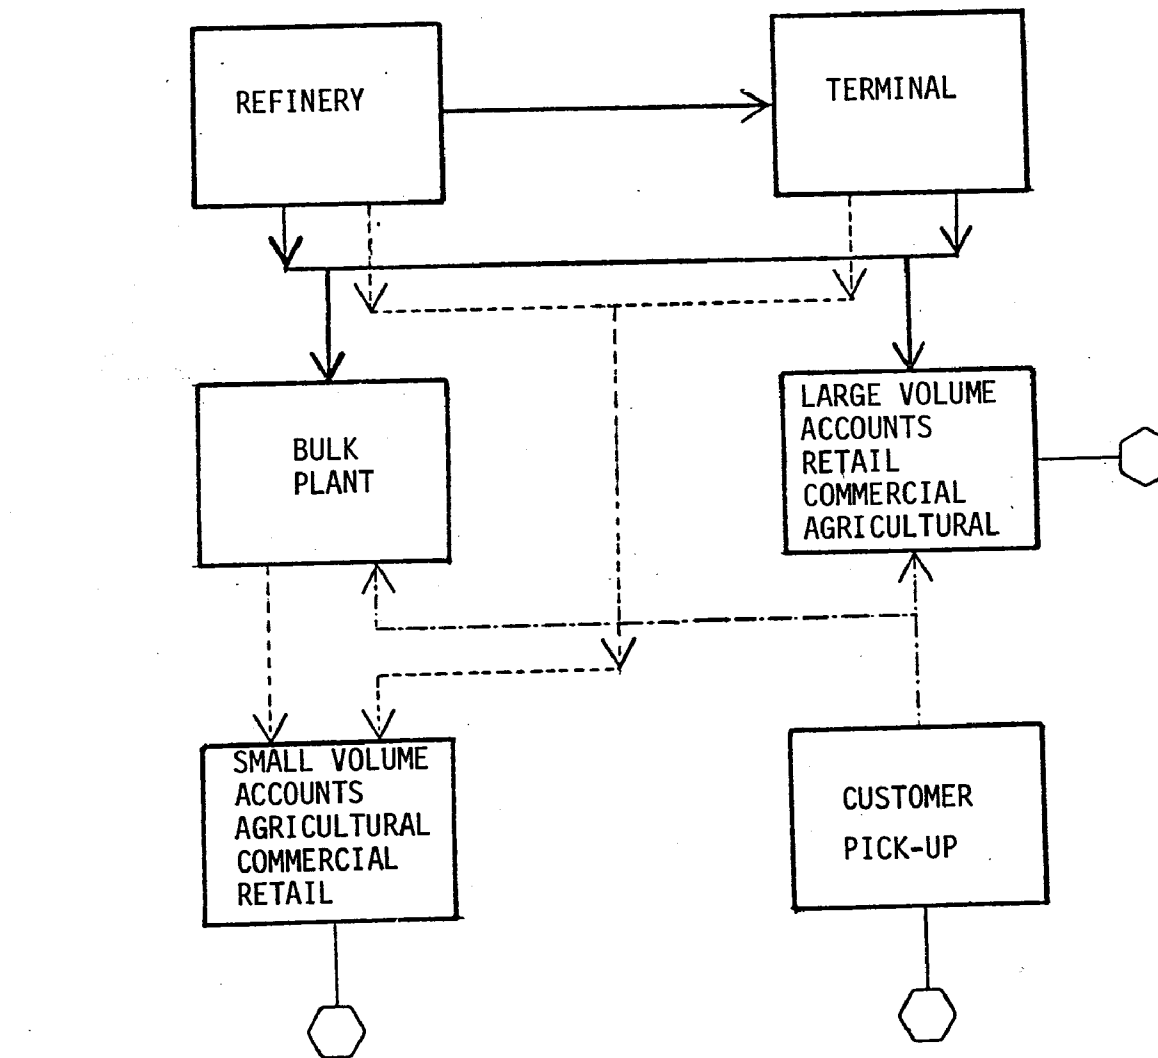 REFINERY
TERMINAL
BULK
PLANT
LARGE VOLUME
ACCOUNTS
RETAIL
COMMERCIAL
AGRICULTURAL
SMALL VOLUME
ACCOUNTS
AGRICULTURAL
COMMERCIAL
RETAIL
CUSTOMER
PICK-UP